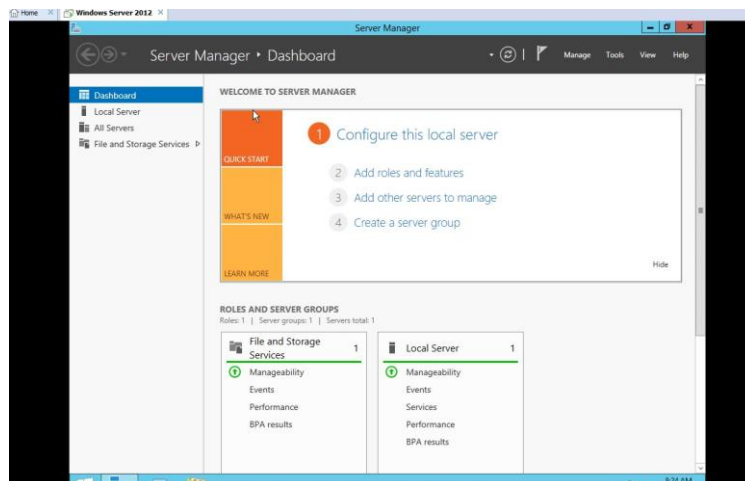 Home
Windows Server 2012
Server Manager
Server Manager • Dashboard
Manage Tools View Help
Dashboard
Local Server
All Servers
File and Storage Services
WELCOME TO SERVER MANAGER
QUICK START
WHAT'S NEW
LEARN MORE
1 Configure this local server
2 Add roles and features
3 Add other servers to manage
4 Create a server group
Hide
ROLES AND SERVER GROUPS
Roles: 1 | Server groups: 1 | Servers total: 1
File and Storage
Services
1
Manageability
Events
Performance
BPA results
Local Server 1
Manageability
Events
Services
Performance
BPA results